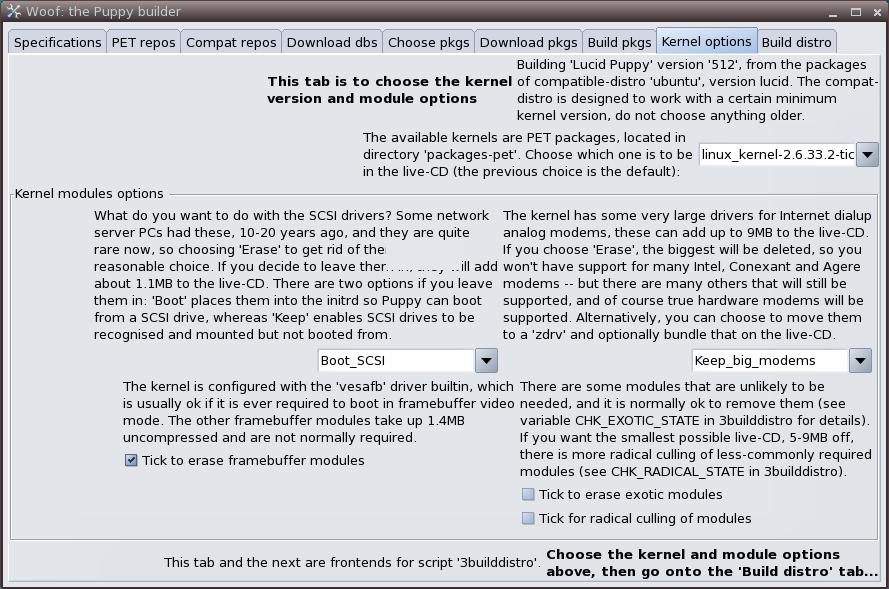 Woof: the Puppy builder
Specifications PET repos Compat repos Download dbs Choose pkgs Download pkgs Build pkgs Kernel options Build distro
This tab is to choose the kernel
version and module options
Building 'Lucid Puppy' version '512', from the packages
of compatible-distro 'ubuntu', version lucid. The compat-
distro is designed to work with a certain minimum
kernel version, do not choose anything older.
The available kernels are PET packages, located in
directory 'packages-pet'. Choose which one is to be
in the live-CD (the previous choice is the default):
linux_kernel-2.6.33.2-tic
Kernel modules options
What do you want to do with the SCSI drivers? Some network
server PCs had these, 10-20 years ago, and they are quite
rare now, so choosing 'Erase' to get rid of
reasonable choice. If you decide to leave add
about 1.1MB to the live-CD. There are two options if you leave
them in: 'Boot' places them into the initrd so Puppy can boot
from a SCSI drive, whereas 'Keep' enables SCSI drives to be
recognised and mounted but not booted from.
Boot_SCSI
The kernel has some very large drivers for Internet dialup
analog modems, these can add up to 9MB to the live-CD.
If you choose 'Erase', the biggest will be deleted, so you
won't have support for many Intel, Conexant and Agere
modems -- but there are many others that will still be
supported, and of course true hardware modems will be
supported. Alternatively, you can choose to move them
to a 'zdrv' and optionally bundle that on the live-CD.
Keep_big_modems
The kernel is configured with the 'vesafb' driver builtin, which
is usually ok if it is ever required to boot in framebuffer video
mode. The other framebuffer modules take up 1.4MB
uncompressed and are not normally required.
Tick to erase framebuffer modules
There are some modules that are unlikely to be
needed, and it is normally ok to remove them (see
variable CHK_EXOTIC_STATE in 3builddistro for details).
If you want the smallest possible live-CD, 5-9MB off,
there is more radical culling of less-commonly required
modules (see CHK_RADICAL_STATE in 3builddistro).
Tick to erase exotic modules
Tick for radical culling of modules
This tab and the next are frontends for script '3builddistro'.
Choose the kernel and module options
above, then go onto the 'Build distro' tab...